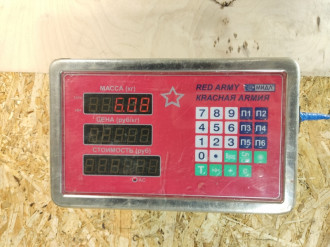 МАССА (кг)
6.08
ЦЕНА (руб/кг)
СТОИМОСТЬ (руб)
RED ARMY
КРАСНАЯ АРМИЯ
7 8 9 П1 П2
4 5 6 П3 П4
1 2 3 П5 П6
0 •
T.